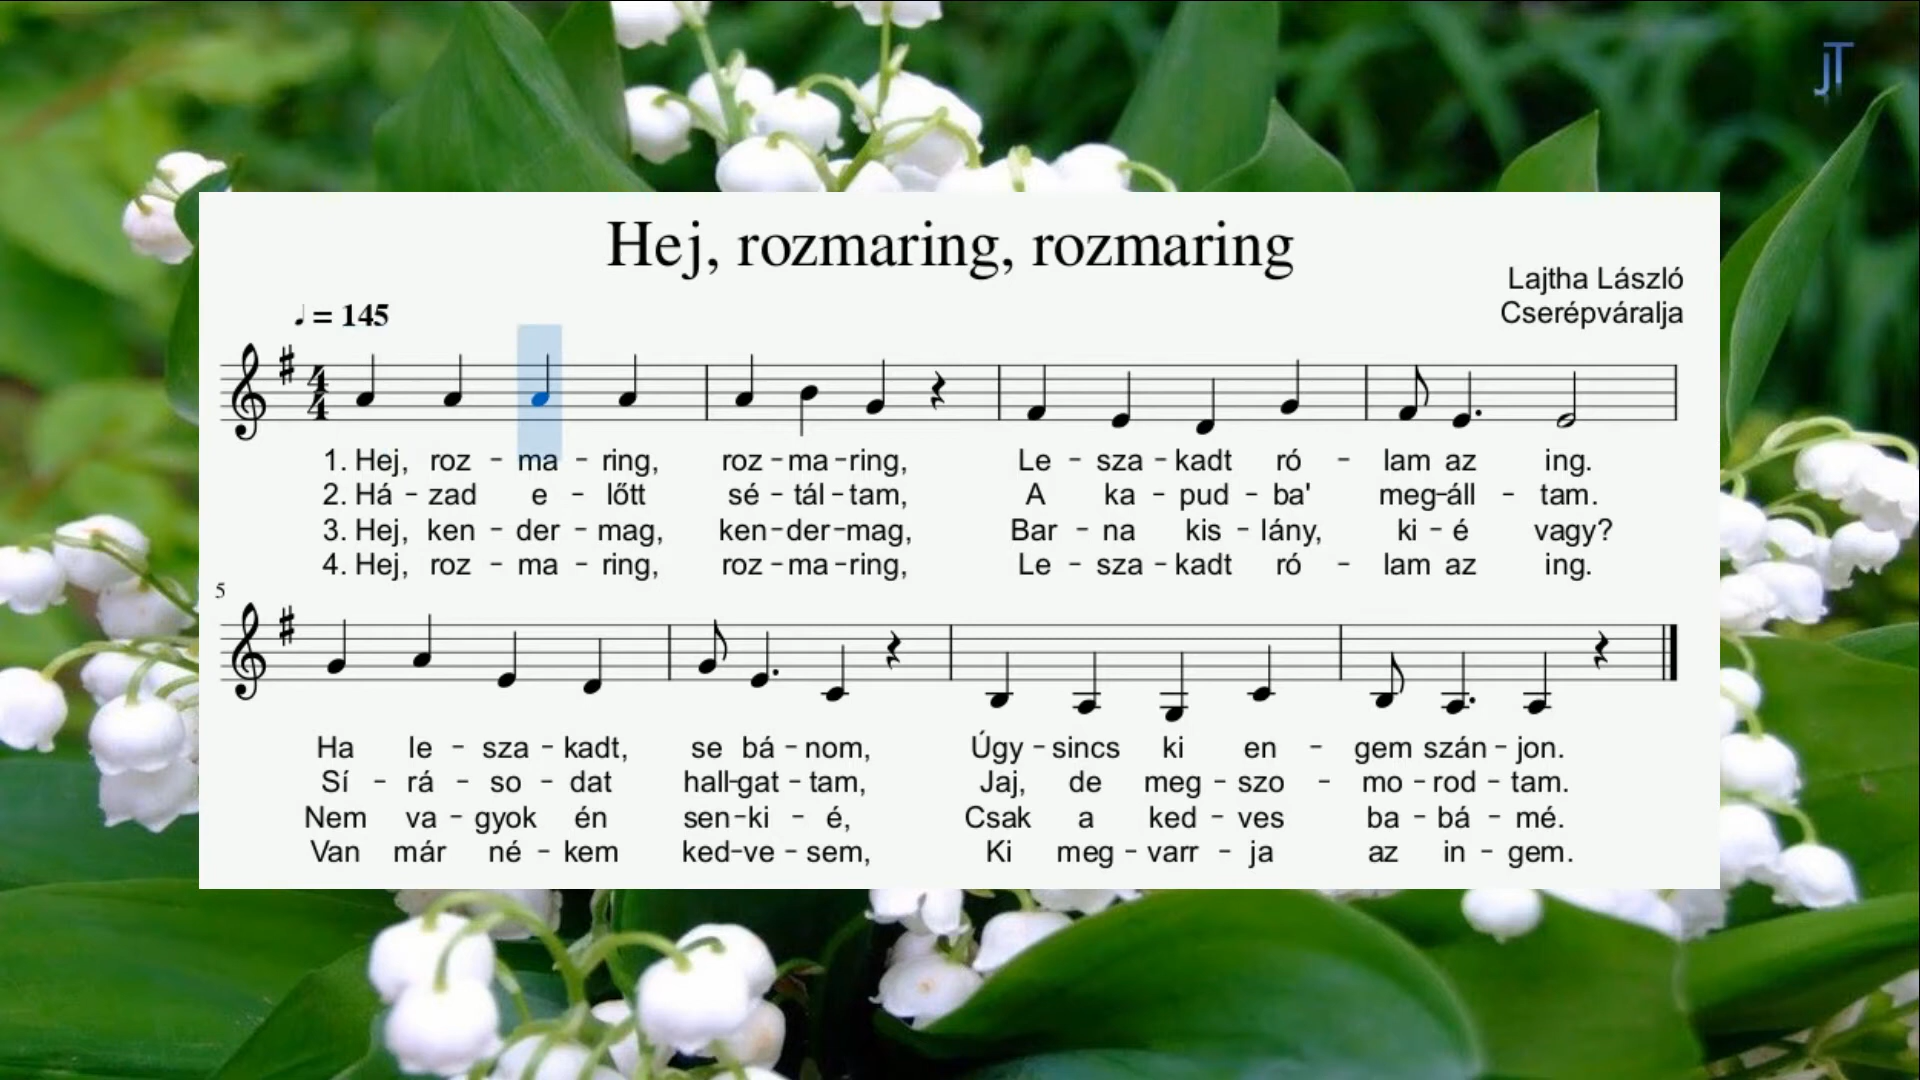 jT
Hej, rozmaring, rozmaring
Lajtha László
♩ = 145
Cserépváralja
4
4
1. Hej, roz - ma - ring, roz - ma - ring, Le - sza - kadt ró - lam az ing.
2. Há - zad e - lőtt sé - tál - tam, A ka - pud - ba' meg - áll - tam.
3. Hej, ken - der - mag, ken - der - mag, Bar - na kis - lány, ki - é vagy?
4. Hej, roz - ma - ring, roz - ma - ring, Le - sza - kadt ró - lam az ing.
5
Ha le - sza - kadt, se bá - nom, Úgy - sincs ki en - gem szán - jon.
Sí - rá - so - dat hall - gat - tam, Jaj, de meg - szo - mo - rod - tam.
Nem va - gyok én sen - ki - é, Csak a ked - ves ba - bá - mé.
Van már né - kem ked - ve - sem, Ki meg - varr - ja az in - gem.